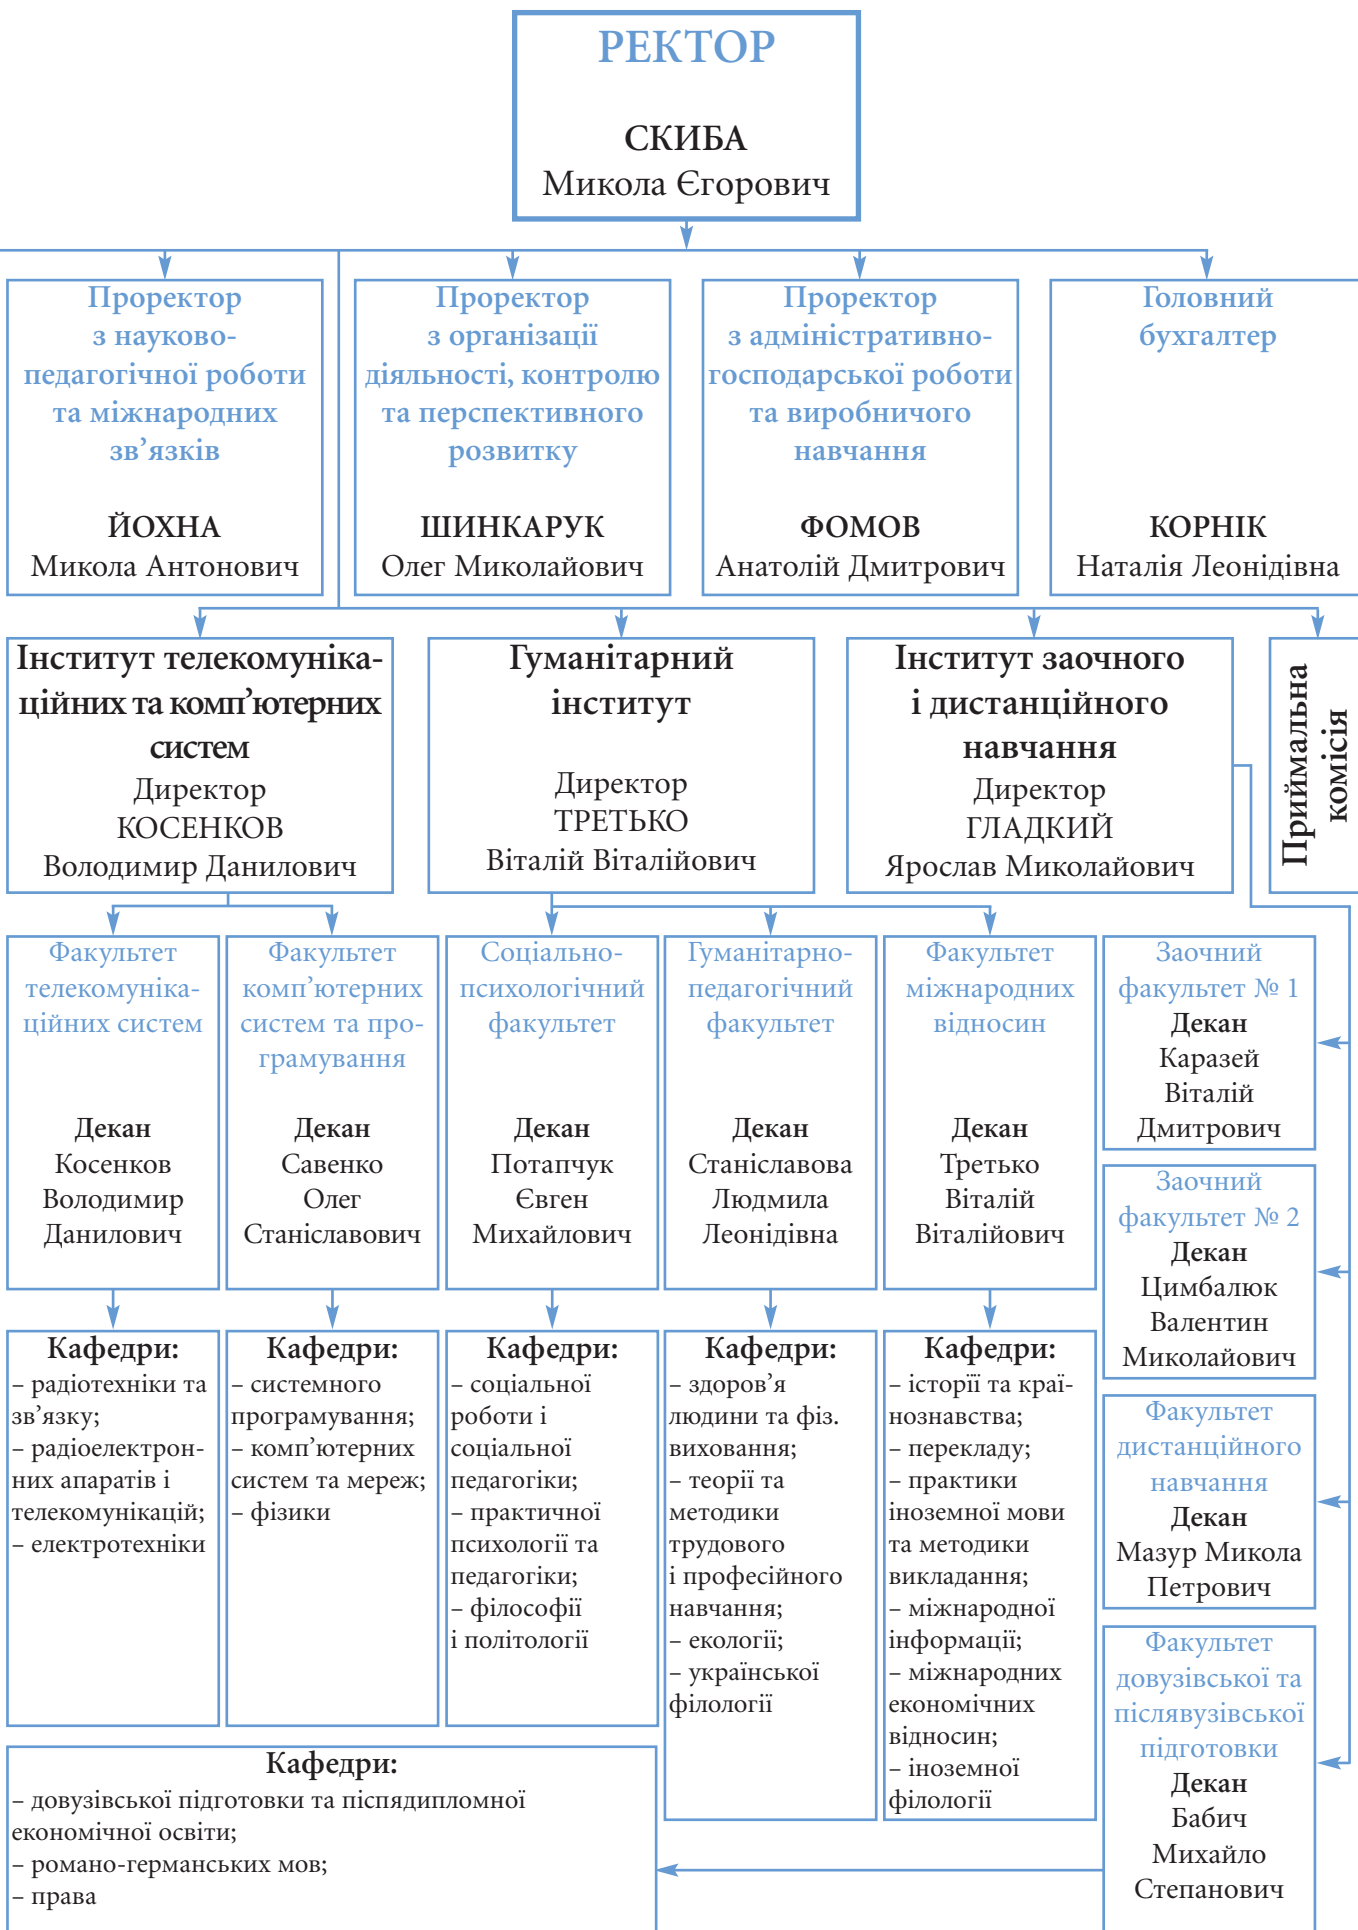 РЕКТОР
СКИБА
Микола Єгорович
Проректор
з науково-
педагогічної роботи
та міжнародних
зв’язків
ЙОХНА
Микола Антонович
Проректор
з організації
діяльності, контролю
та перспективного
розвитку
ШИНКАРУК
Олег Миколайович
Проректор
з адміністративно-
господарської роботи
та виробничого
навчання
ФОМОВ
Анатолій Дмитрович
Головний
бухгалтер
КОРНІК
Наталія Леонідівна
Інститут телекомуніка-
ційних та комп’ютерних
систем
Директор
КОСЕНКОВ
Володимир Данилович
Гуманітарний
інститут
Директор
ТРЕТЬКО
Віталій Віталійович
Інститут заочного
і дистанційного
навчання
Директор
ГЛАДКИЙ
Ярослав Миколайович
Приймальна
комісія
Факультет
телекомуніка-
ційних систем
Декан
Косенков
Володимир
Данилович
Факультет
комп’ютерних
систем та про-
грамування
Декан
Савенко
Олег
Станіславович
Соціально-
психологічний
факультет
Декан
Потапчук
Євген
Михайлович
Гуманітарно-
педагогічний
факультет
Декан
Станіславова
Людмила
Леонідівна
Факультет
міжнародних
відносин
Декан
Третько
Віталій
Віталійович
Заочний
факультет № 1
Декан
Каразей
Віталій
Дмитрович
Заочний
факультет № 2
Декан
Цимбалюк
Валентин
Миколайович
Факультет
дистанційного
навчання
Декан
Мазур Микола
Петрович
Факультет
довузівської та
післявузівської
підготовки
Декан
Бабич
Михайло
Степанович
Кафедри:
– радіотехніки та
зв’язку;
– радіоелектрон-
них апаратів і
телекомунікацій;
– електротехніки
Кафедри:
– системного
програмування;
– комп’ютерних
систем та мереж;
– фізики
Кафедри:
– соціальної
роботи і
соціальної
педагогіки;
– практичної
психології та
педагогіки;
– філософії
і політології
Кафедри:
– здоров’я
людини та фіз.
виховання;
– теорії та
методики
трудового
і професійного
навчання;
– екології;
– української
філології
Кафедри:
– історії та краї-
нознавства;
– перекладу;
– практики
іноземної мови
та методики
викладання;
– міжнародної
інформації;
– міжнародних
економічних
відносин;
– іноземної
філології
Кафедри:
– довузівської підготовки та піспядипломної
економічної освіти;
– романо-германських мов;
– права